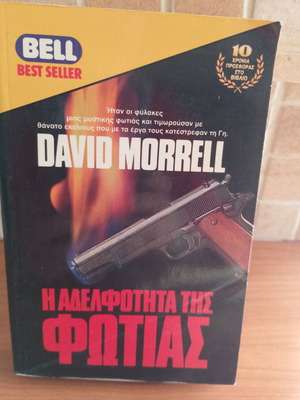 BELL
BEST SELLER
10
ΧΡΟΝΙΑ
ΠΡΟΣΦΟΡΑΣ
ΣΤΟ
ΒΙΒΛΙΟ
Ήταν οι φύλακες
μιας μυστικής φωτιάς και τιμωρούσαν με
θάνατο εκείνους που με τα έργα τους κατέστρεφαν τη Γη.
DAVID MORRELL
Η ΑΔΕΛΦΟΤΗΤΑ ΤΗΣ
ΦΩΤΙΑΣ